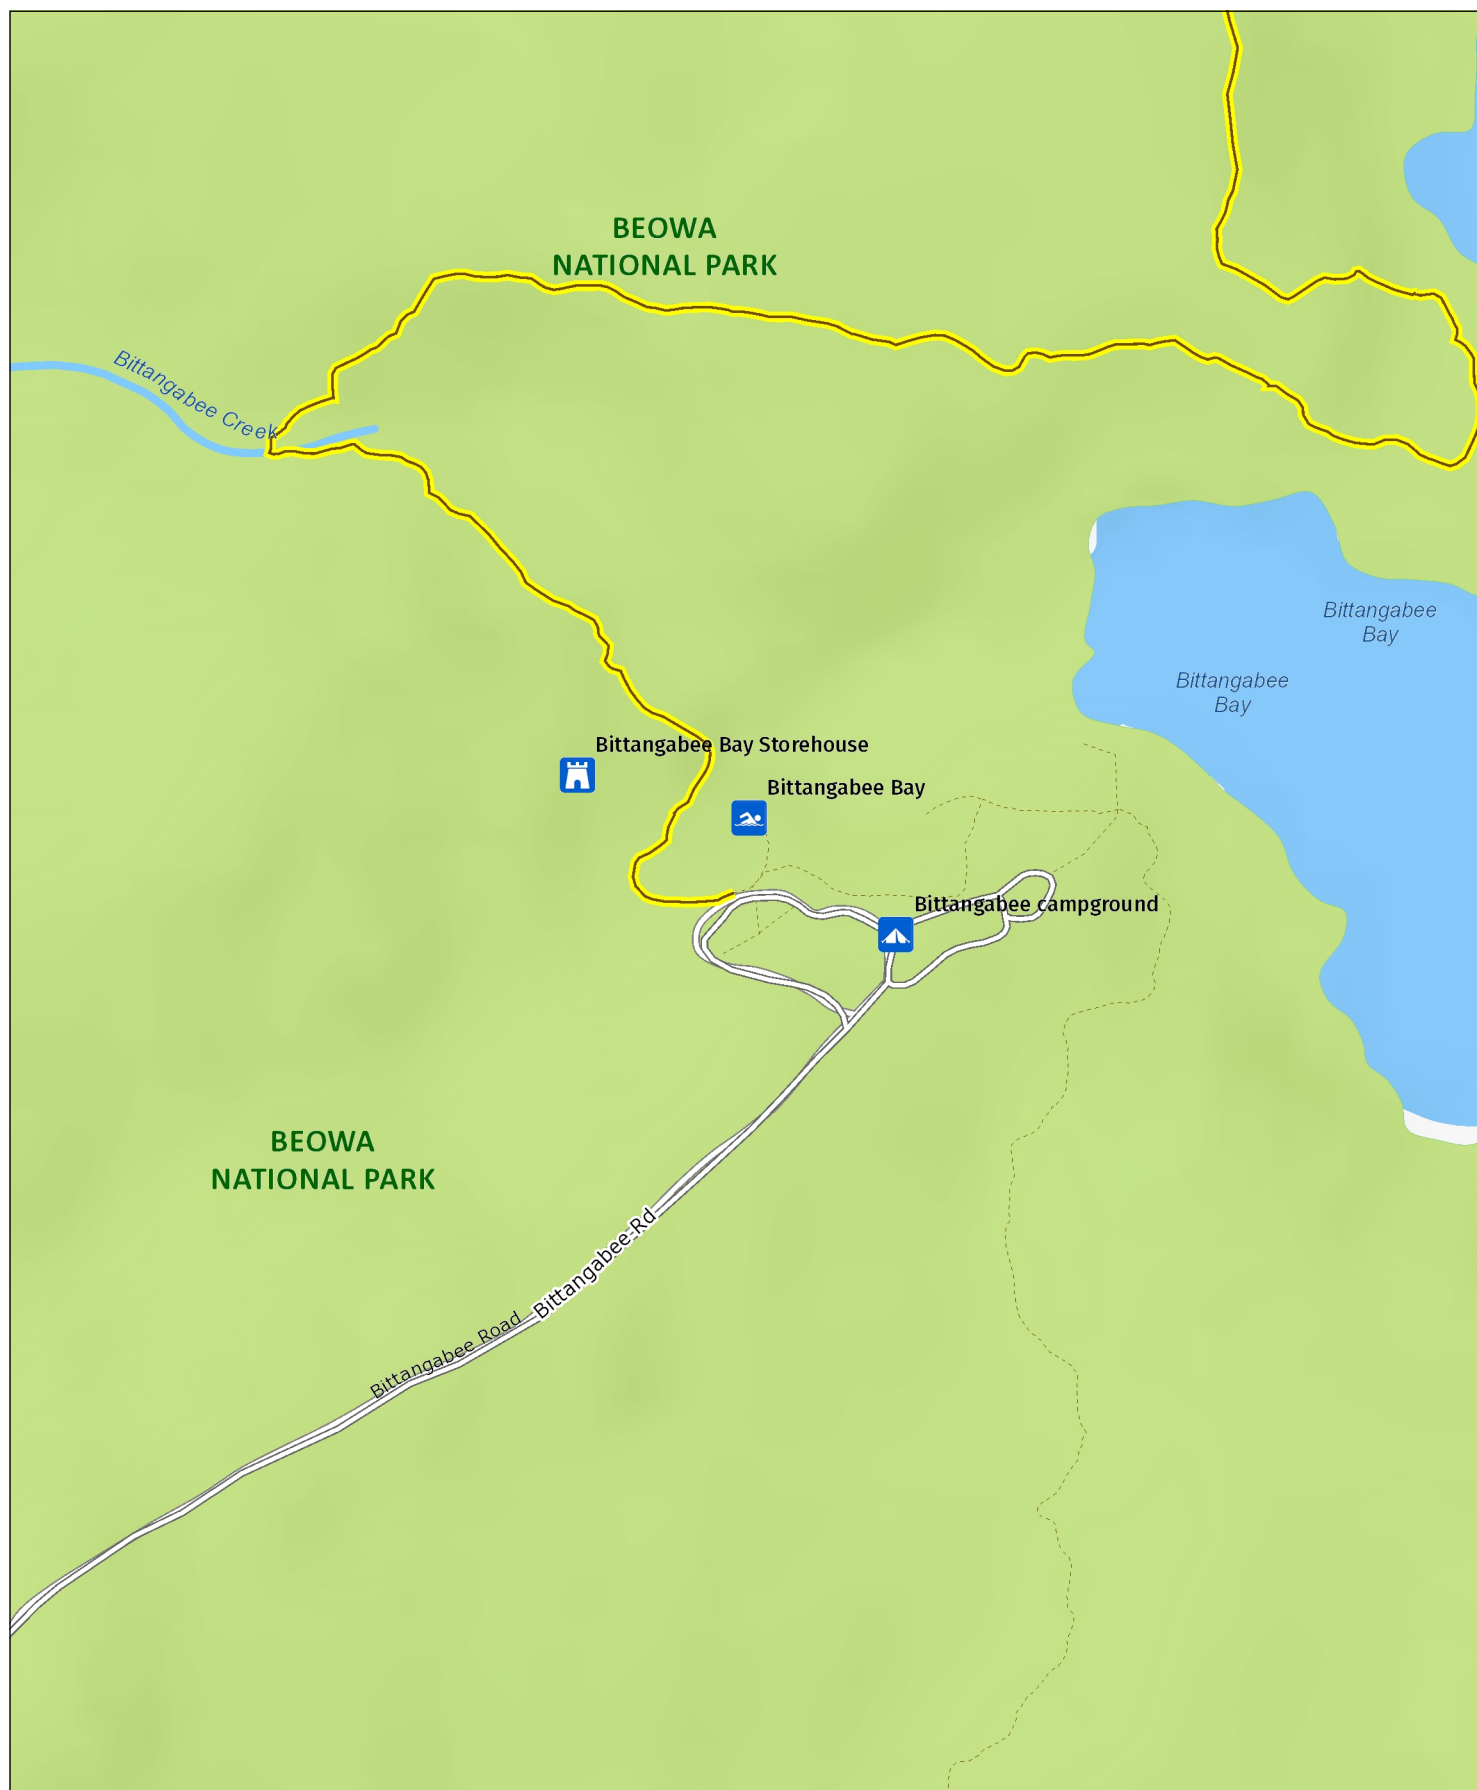 BEOWA
NATIONAL PARK
Bittangabee Creek
Bittangabee
Bay
Bittangabee
Bay
Bittangabee Bay Storehouse
Bittangabee Bay
Bittangabee campground
BEOWA
NATIONAL PARK
Bittangabee-Rd
Bittangabee Road